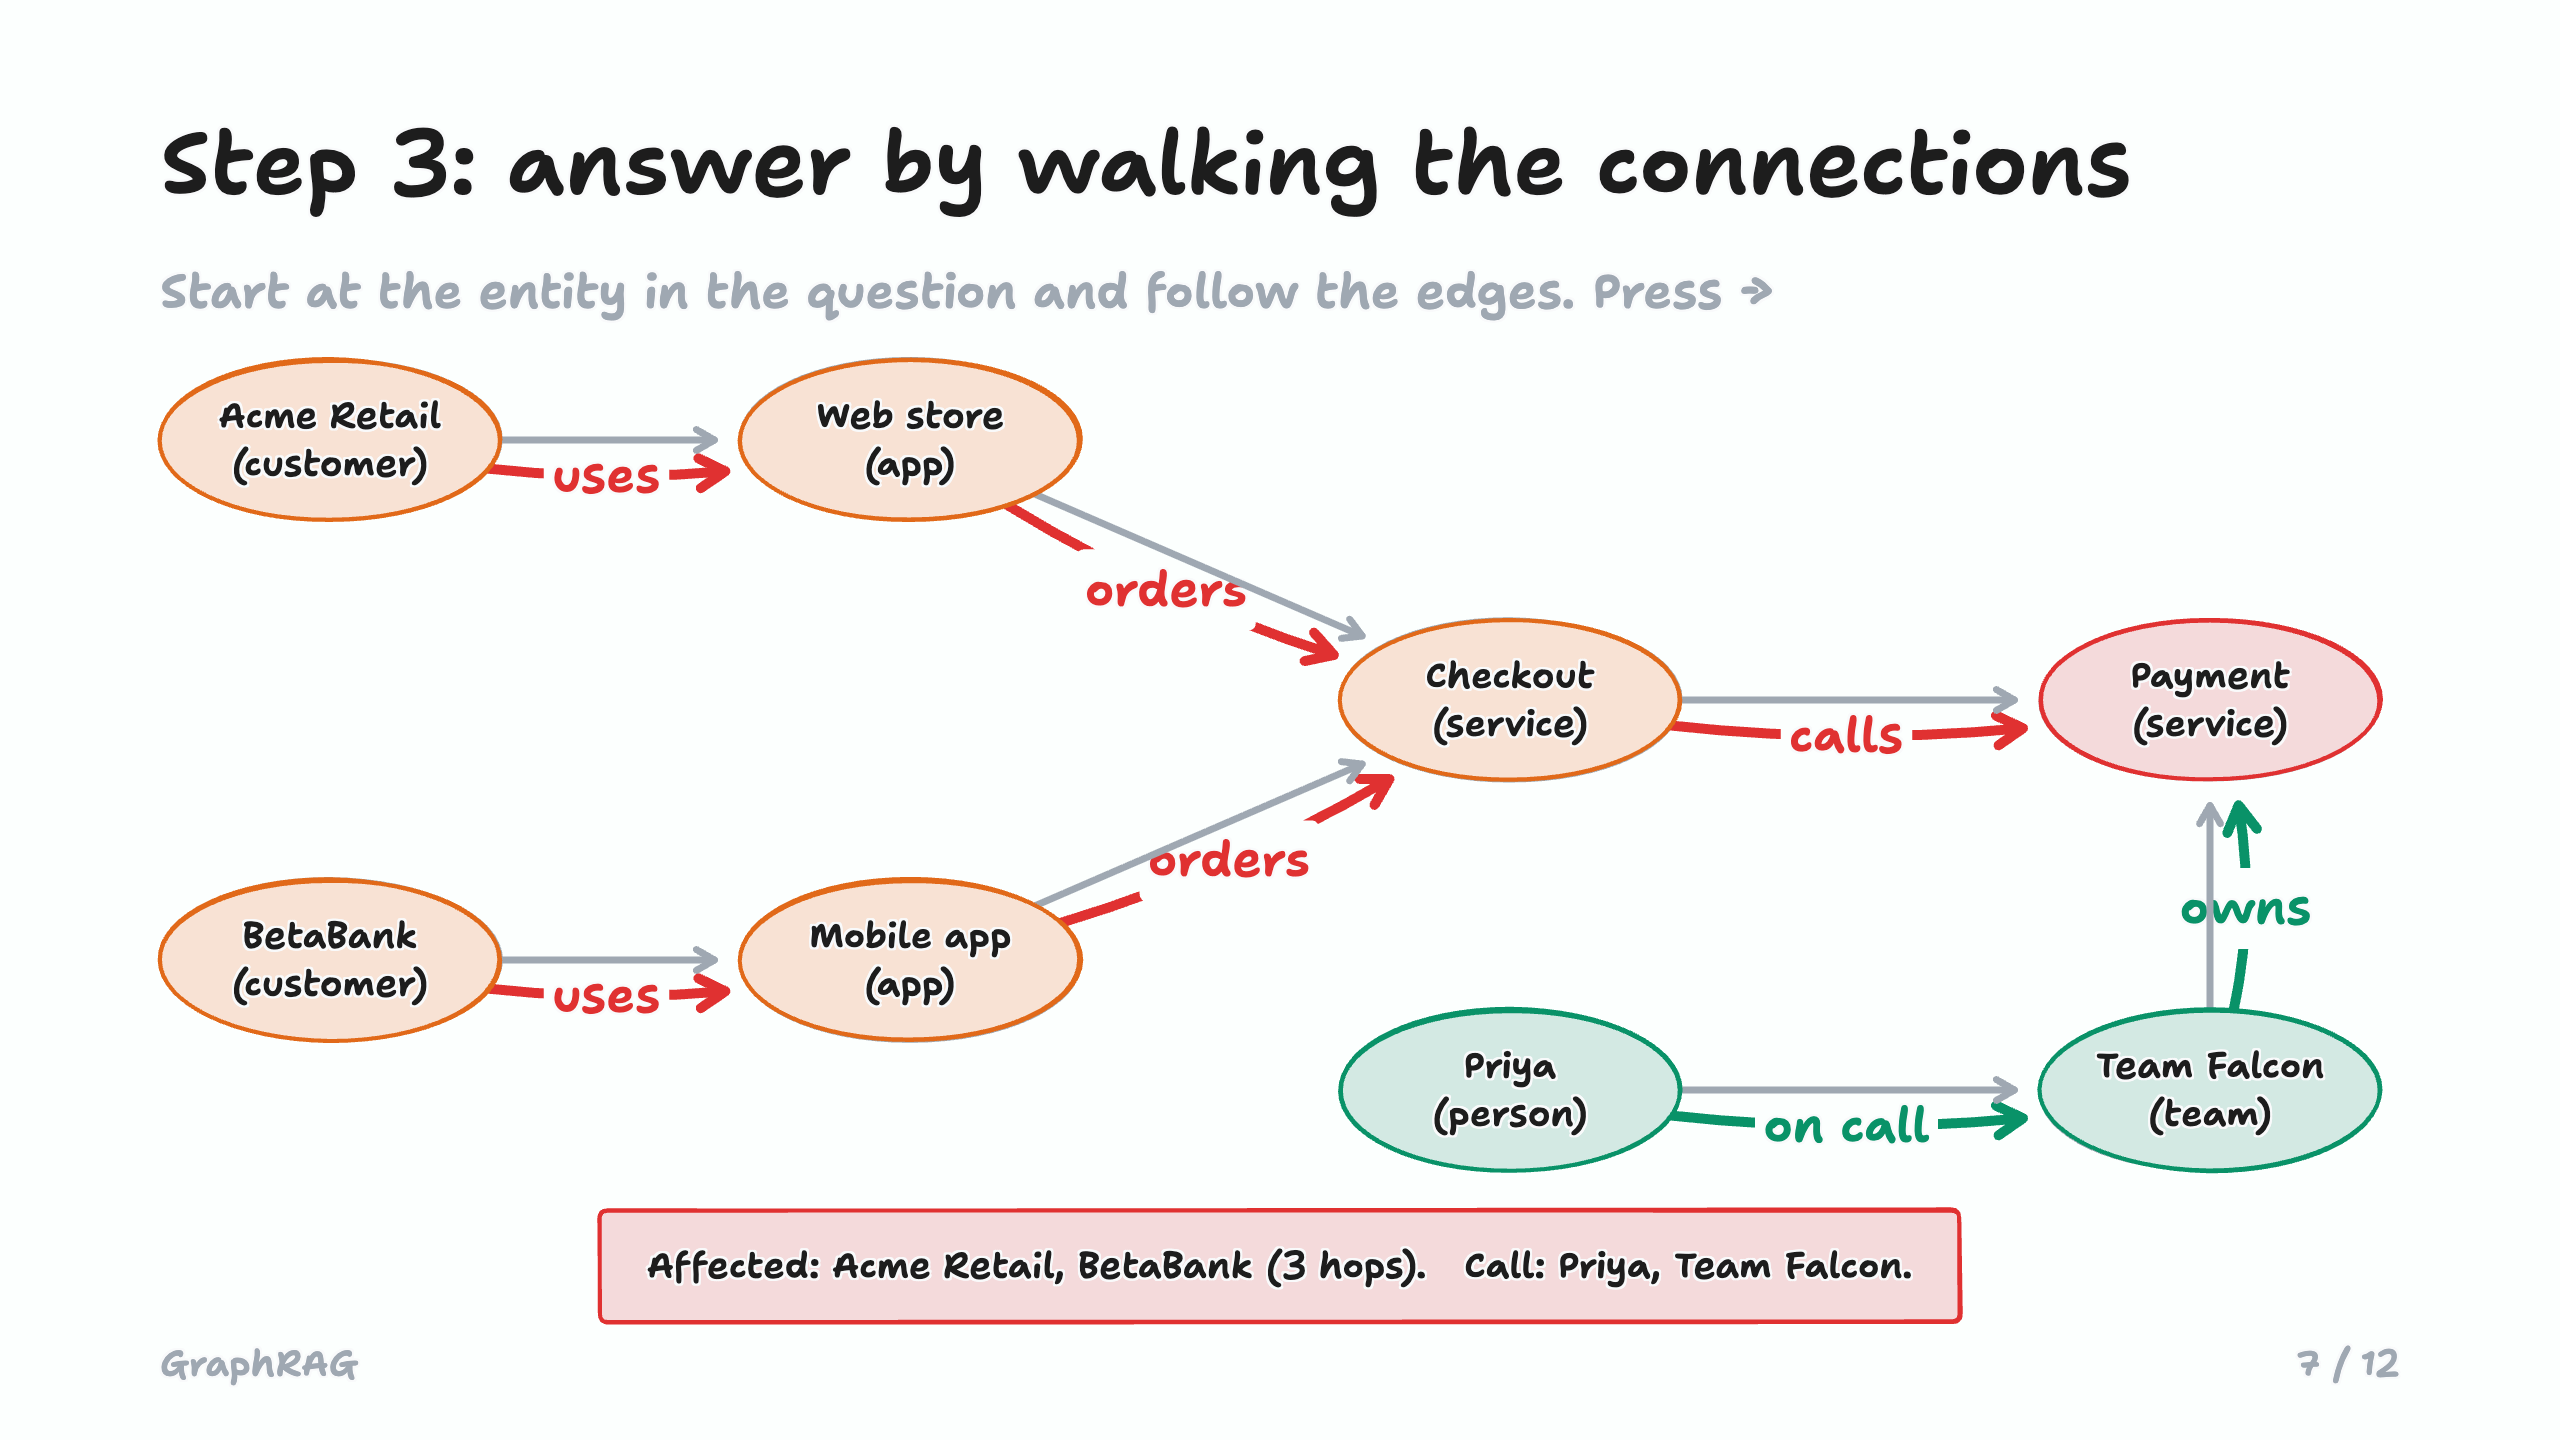 Step 3: answer by walking the connections
Start at the entity in the question and follow the edges. Press →
Acme Retail
(customer)
uses
Web store
(app)
orders
Checkout
(service)
calls
Payment
(service)
orders
owns
BetaBank
(customer)
uses
Mobile app
(app)
Priya
(person)
on call
Team Falcon
(team)
Affected: Acme Retail, BetaBank (3 hops). Call: Priya, Team Falcon.
GraphRAG
7 / 12